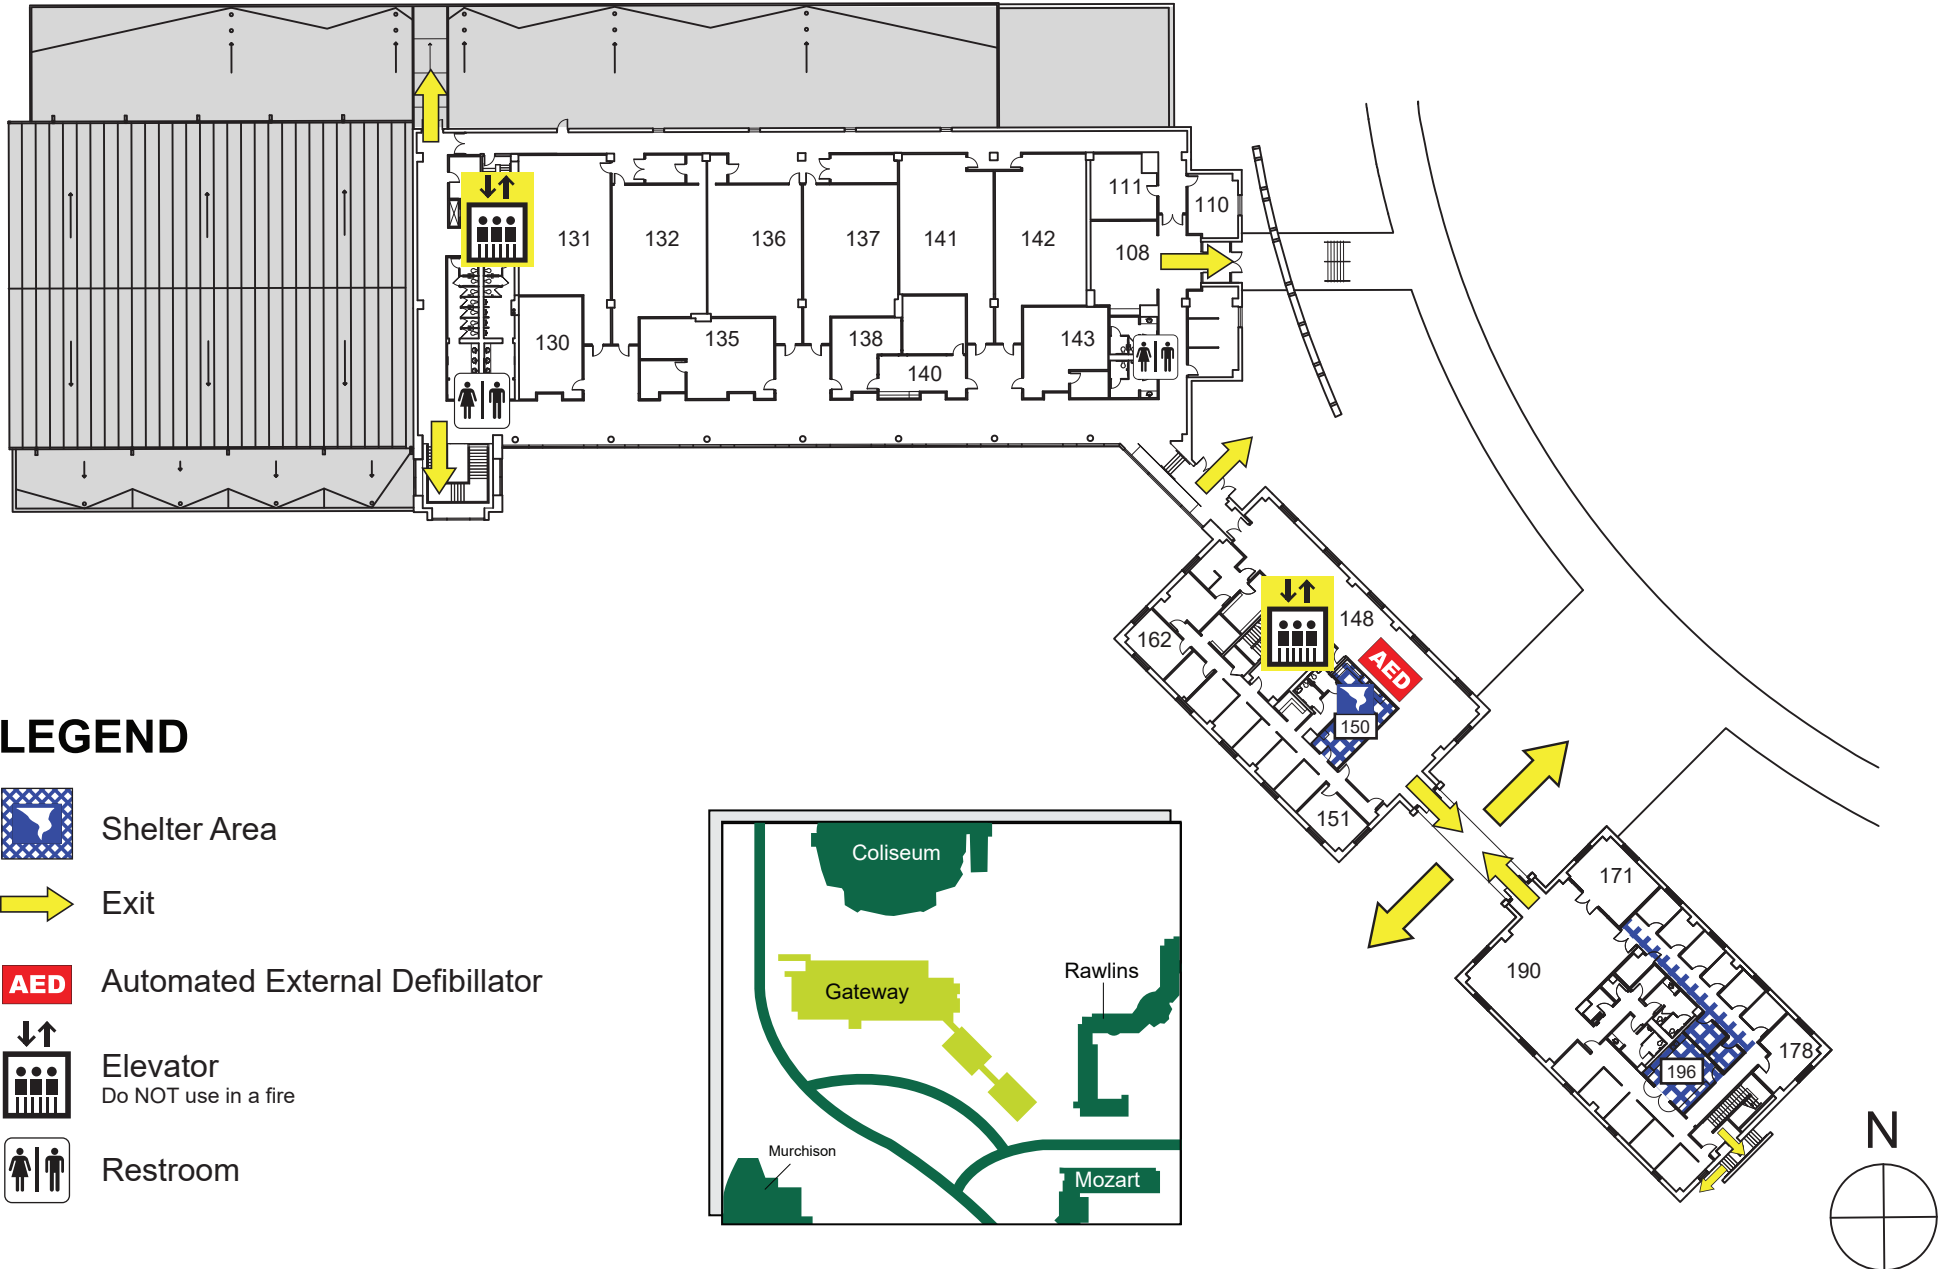 111
110
131
132
136
137
141
142
108
130
135
138
143
140
148
162
AED
150
151
171
190
178
196
LEGEND
Shelter Area
Exit
AED
Automated External Defibillator
Elevator
Do NOT use in a fire
Restroom
Coliseum
Gateway
Rawlins
Murchison
Mozart
N